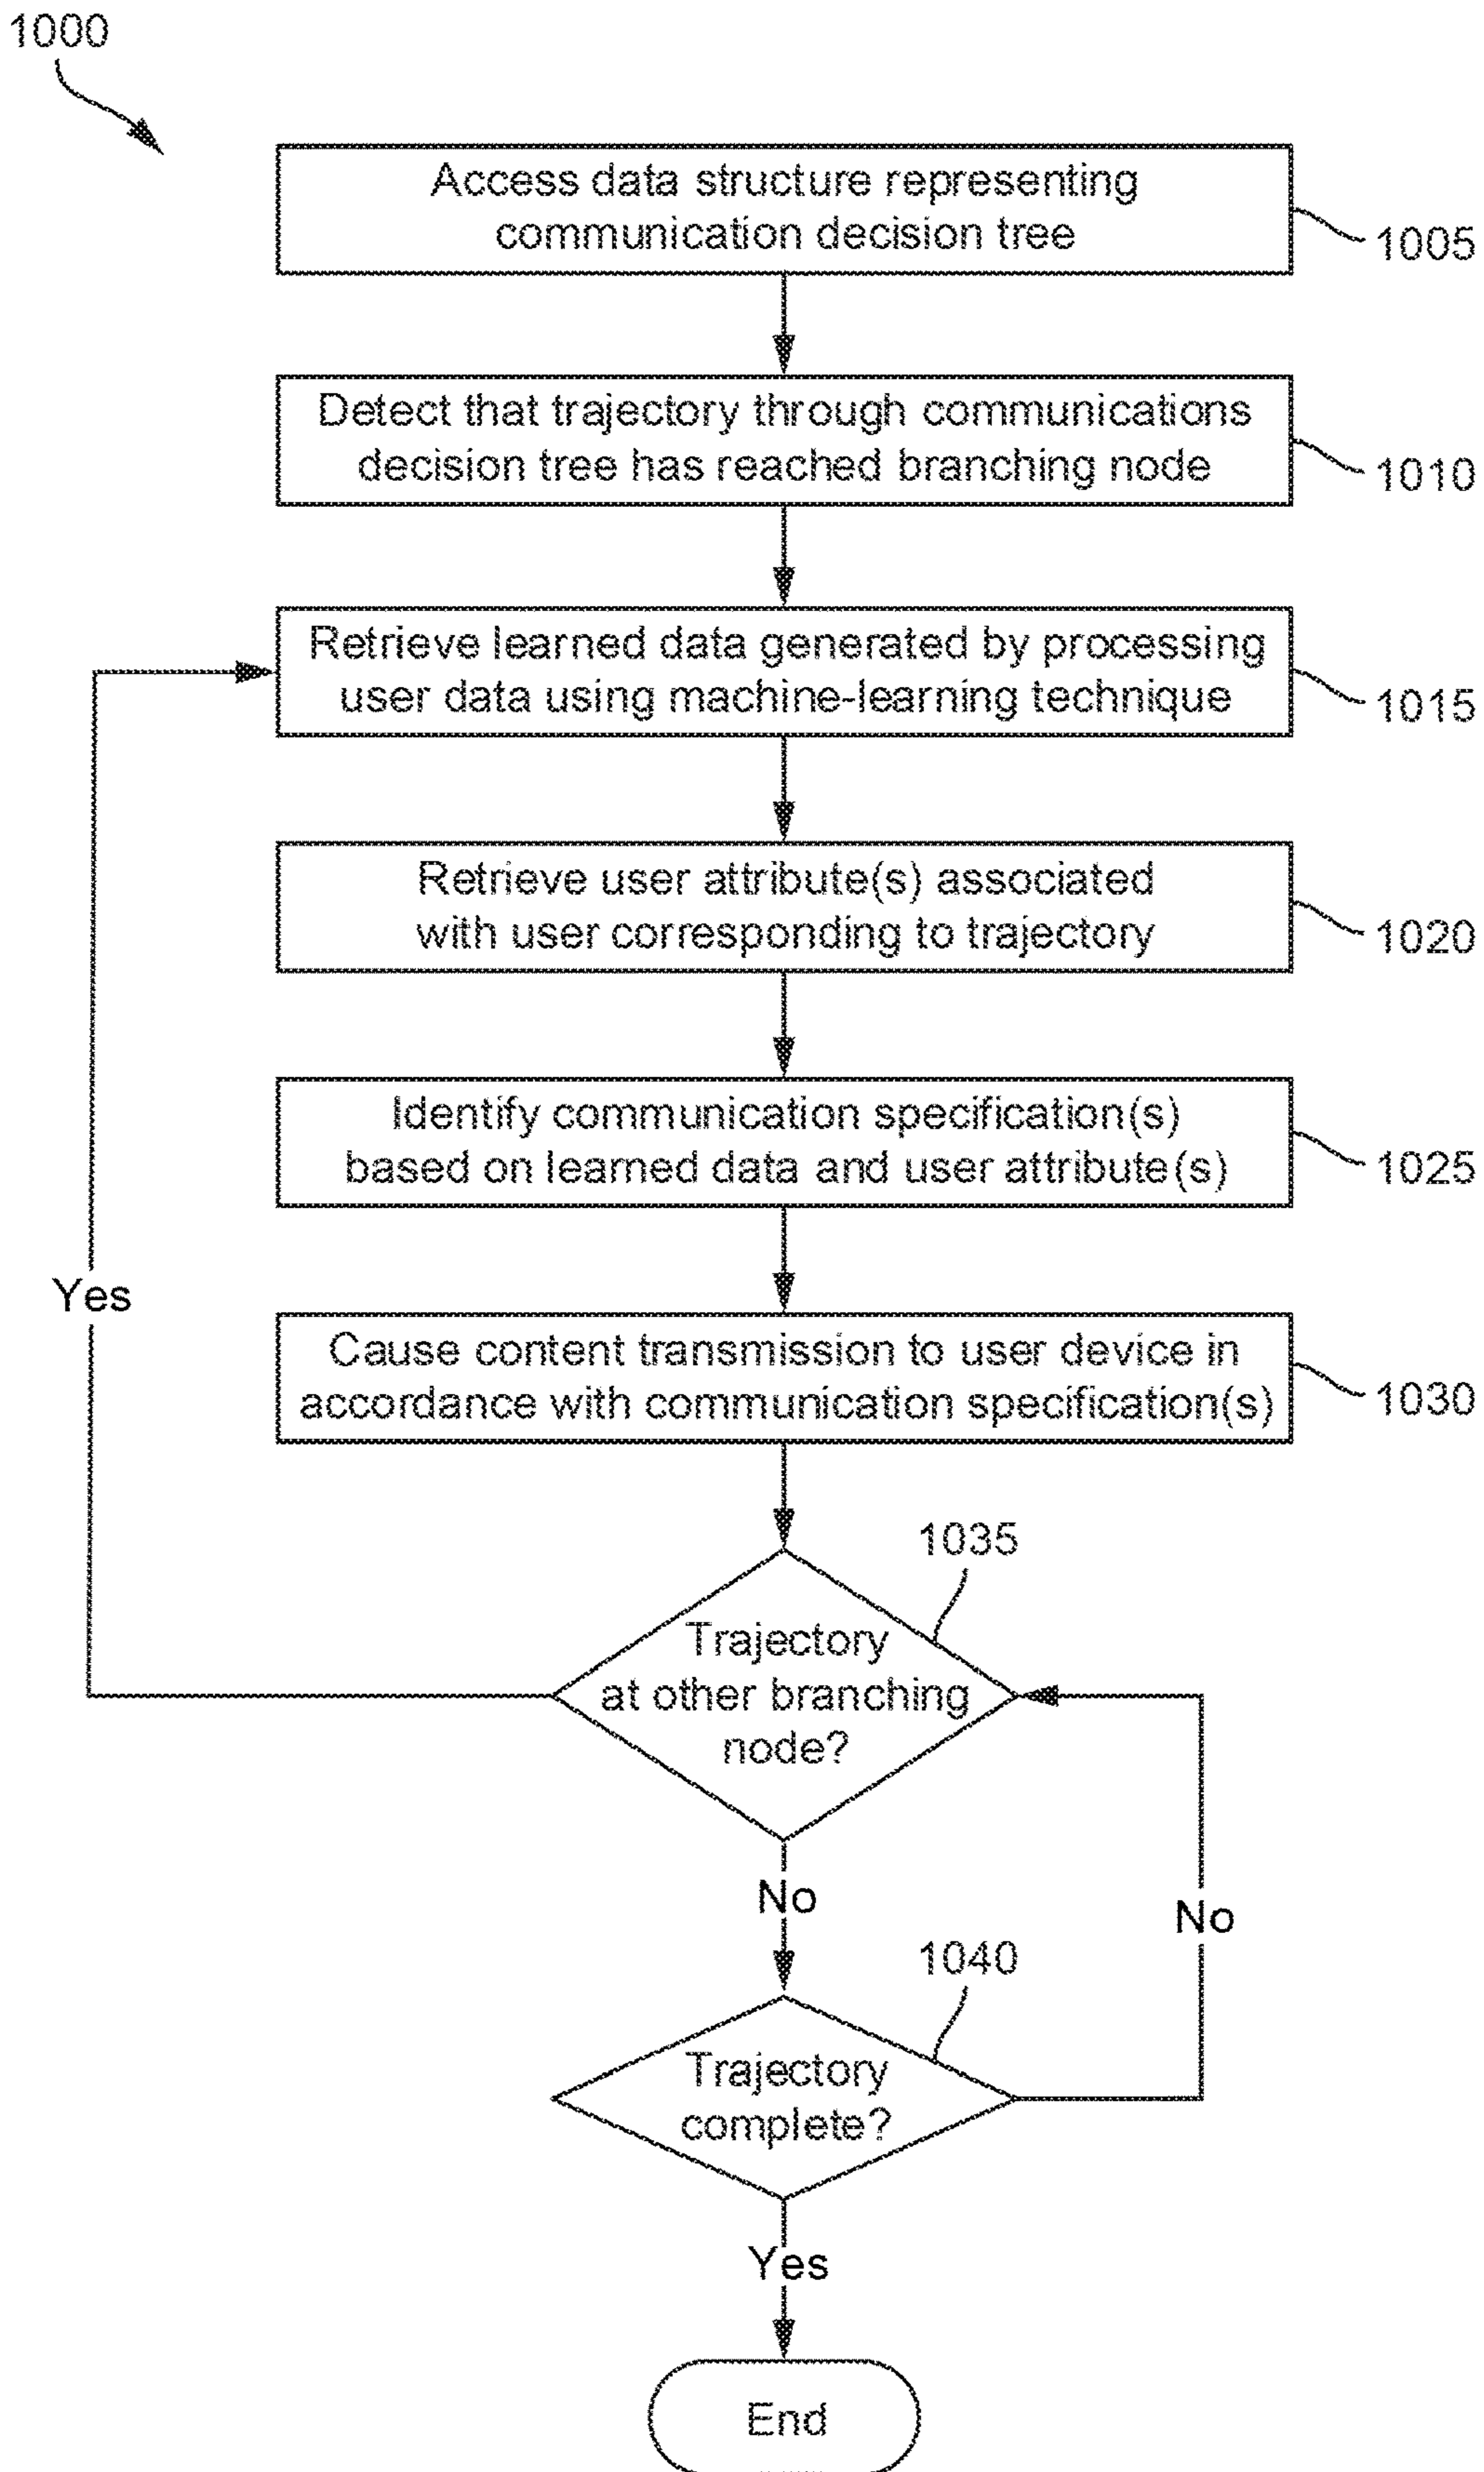 1000
Access data structure representing
communication decision tree
1005
Detect that trajectory through communications
decision tree has reached branching node
1010
Retrieve learned data generated by processing
user data using machine-learning technique
1015
Retrieve user attribute(s) associated
with user corresponding to trajectory
1020
Identify communication specification(s)
based on learned data and user attribute(s)
1025
Yes
Cause content transmission to user device in
accordance with communication specification(s)
1030
1035
Trajectory
at other branching
node?
No
No
1040
Trajectory
complete?
Yes
End